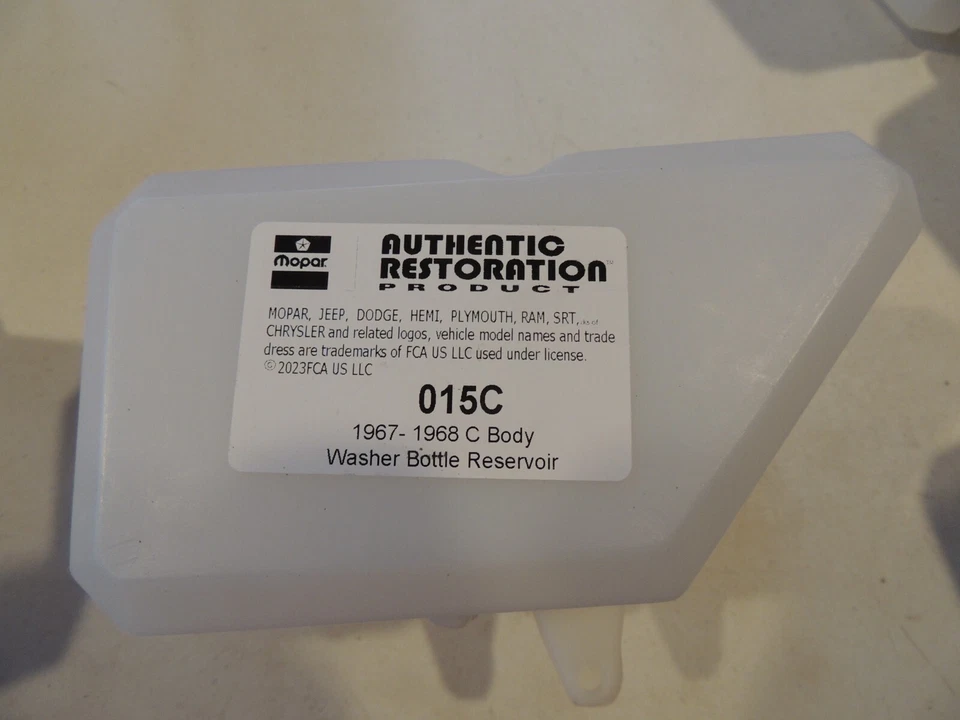 Mopar
AUTHENTIC
RESTORATION™
PRODUCT
MOPAR, JEEP, DODGE, HEMI, PLYMOUTH, RAM, SRT,
CHRYSLER and related logos, vehicle model names and trade
dress are trademarks of FCA US LLC used under license.
©2023FCA US LLC
015C
1967- 1968 C Body
Washer Bottle Reservoir